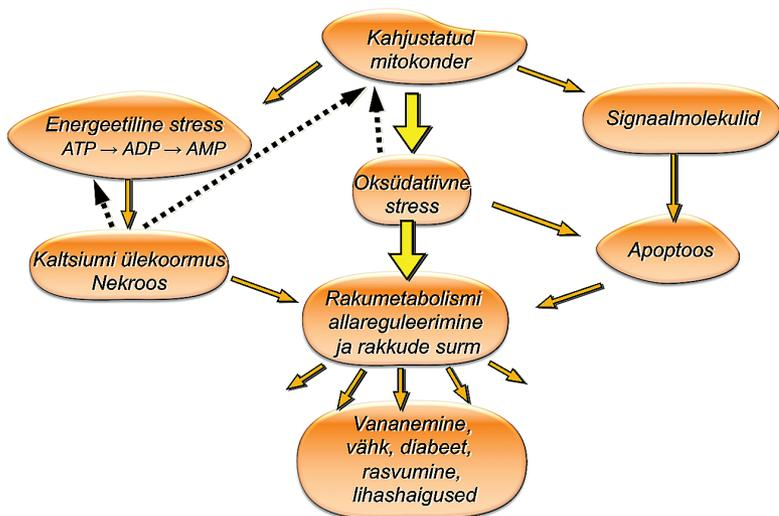 Kahjustatud
mitokonder
Energeetiline stress
ATP → ADP → AMP
Signaalmolekulid
Oksüdatiivne
stress
Kaltsiumi ülekoormus
Nekroos
Apoptoos
Rakumetabolismi
allareguleerimine
ja rakkude surm
Vananemine,
vähk, diabeet,
rasvumine,
lihashaigused